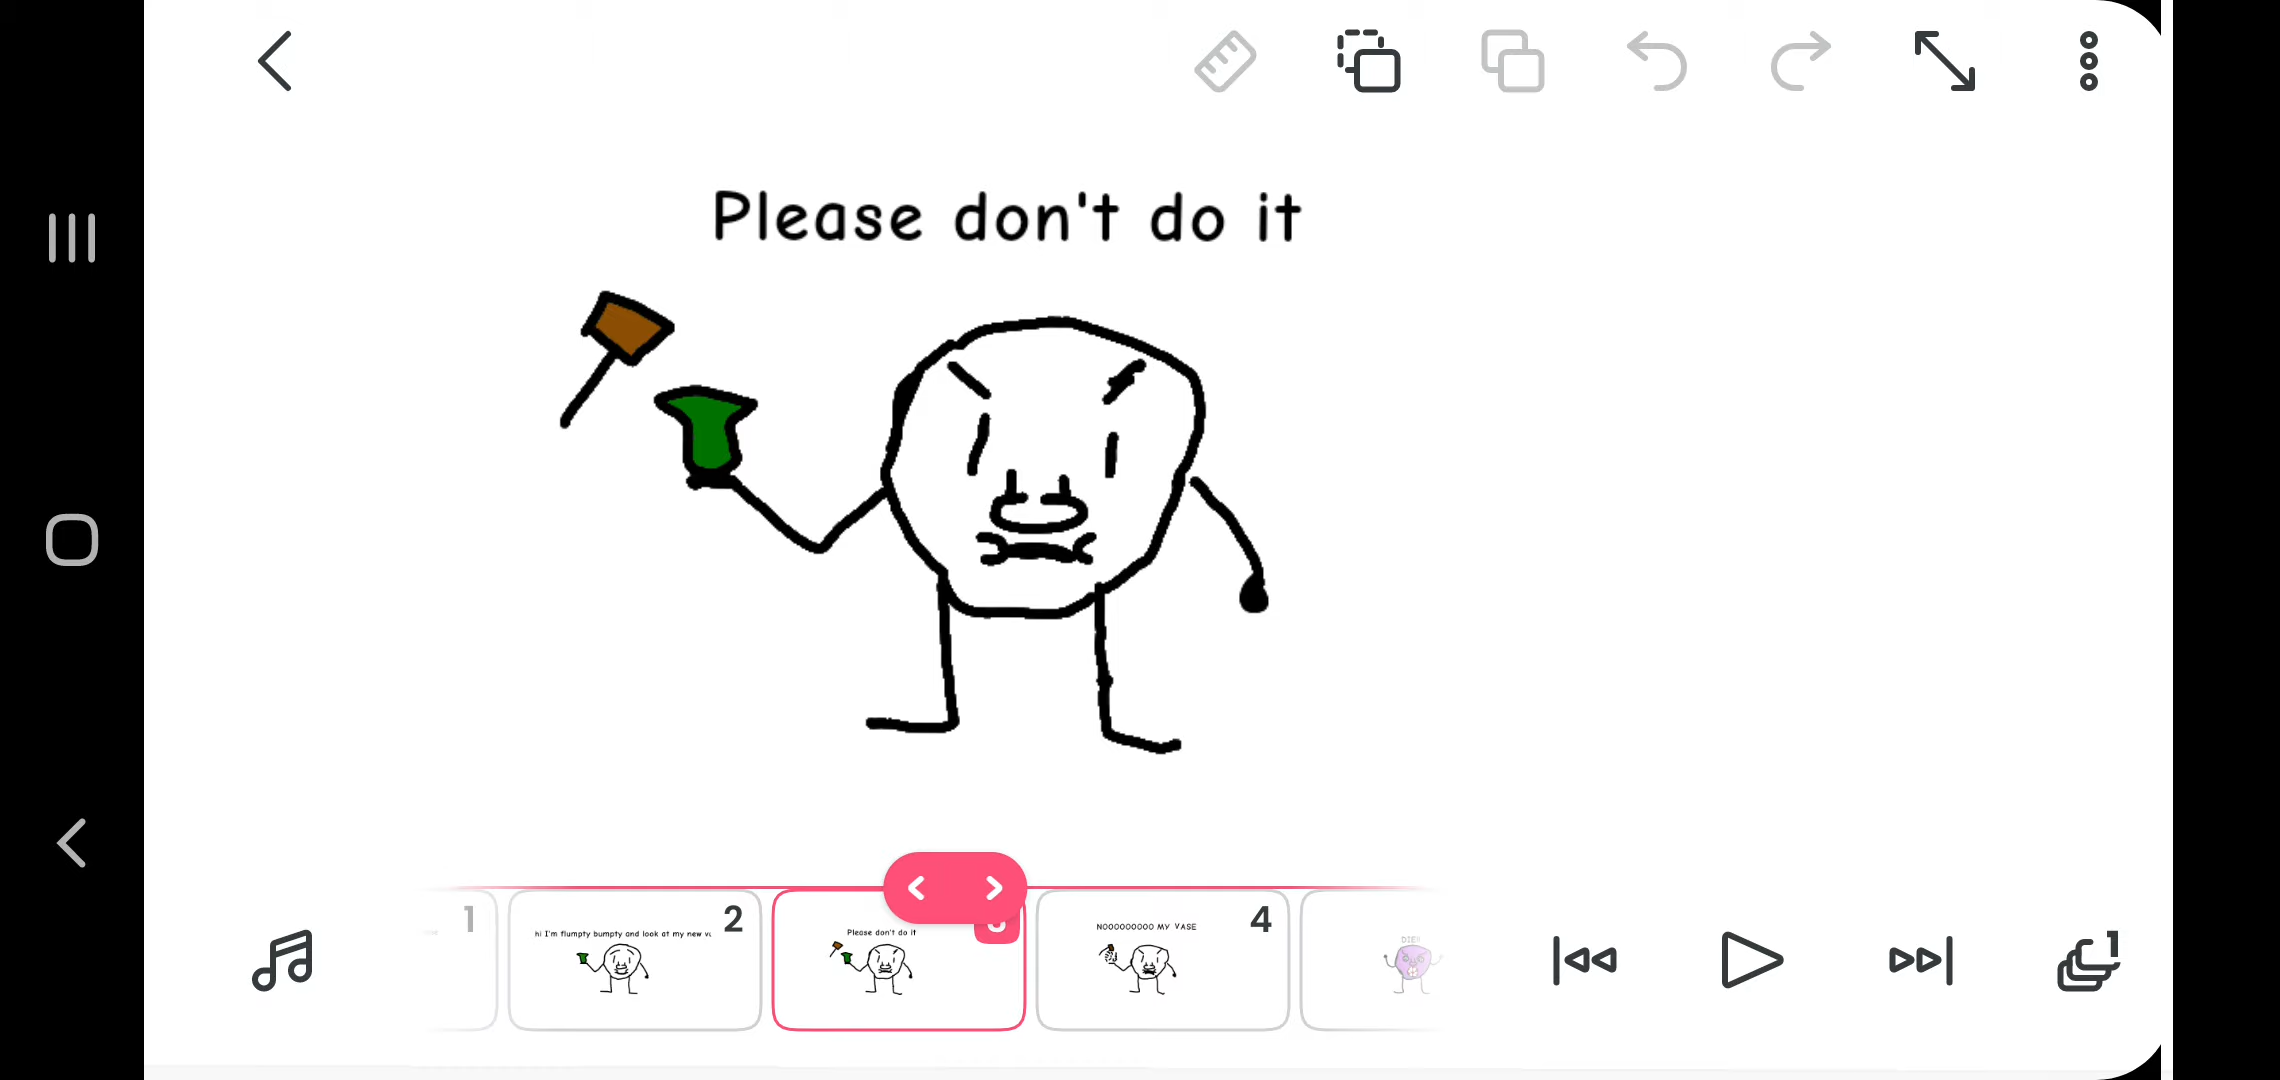 Please don't do it
1
hi I'm flumpty bumpty and look at my new
2
Please don't do it
NOOOOOOOOO MY VASE
4
DIE!!
1